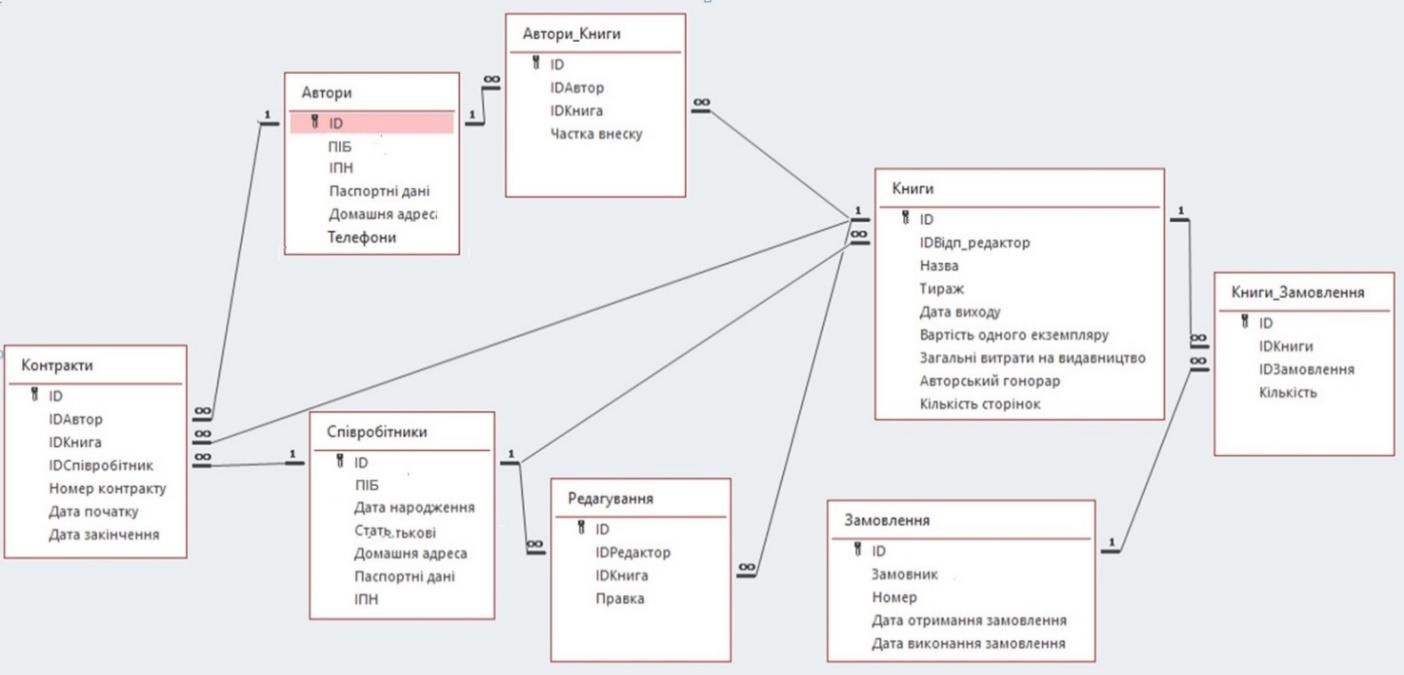 Автори_Книги
ID
IDАвтор
IDКнига
Частка внеску
Автори
ID
ПІБ
ІПН
Паспортні дані
Домашня адреса
Телефони
Книги
ID
IDВідп_редактор
Назва
Тираж
Дата виходу
Вартість одного екземпляру
Загальні витрати на видавництво
Авторський гонорар
Кількість сторінок
Книги_Замовлення
ID
IDКниги
IDЗамовлення
Кількість
Контракти
ID
IDАвтор
IDКнига
IDСпівробітник
Номер контракту
Дата початку
Дата закінчення
Співробітники
ID
ПІБ
Дата народження
Стать
Домашня адреса
Паспортні дані
ІПН
Редагування
ID
IDРедактор
IDКнига
Правка
Замовлення
ID
Замовник
Номер
Дата отримання замовлення
Дата виконання замовлення
1
∞
1
∞
1
∞
1
∞
∞
∞
∞
1
1
∞
∞
∞
1